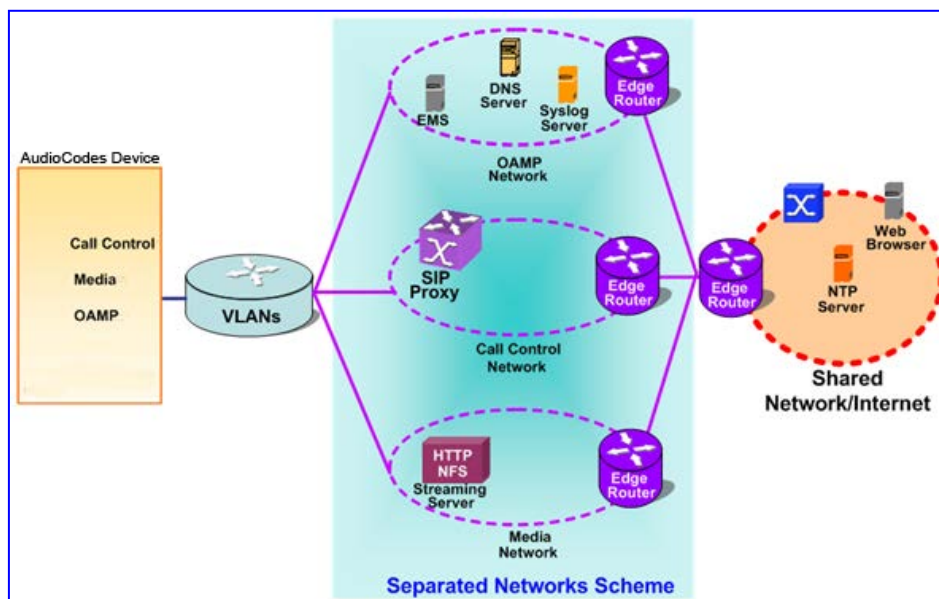 AudioCodes Device
Call Control
Media
OAMP
VLANs
EMS
DNS
Server
Syslog
Server
Edge
Router
OAMP
Network
SIP
Proxy
Edge
Router
Call Control
Network
HTTP
NFS
Streaming
Server
Edge
Router
Media
Network
Separated Networks Scheme
Edge
Router
Web
Browser
NTP
Server
Shared
Network/Internet